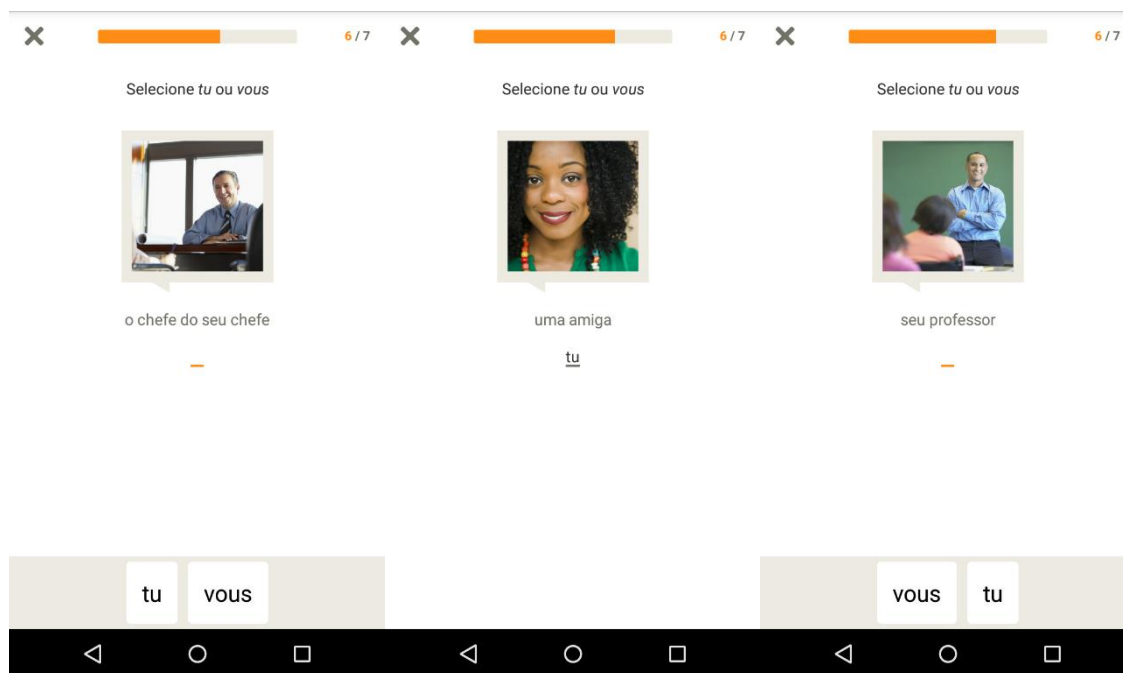 6 / 7
Selecione tu ou vous
o chefe do seu chefe
tu vous
6 / 7
Selecione tu ou vous
uma amiga
tu
6 / 7
Selecione tu ou vous
seu professor
vous tu